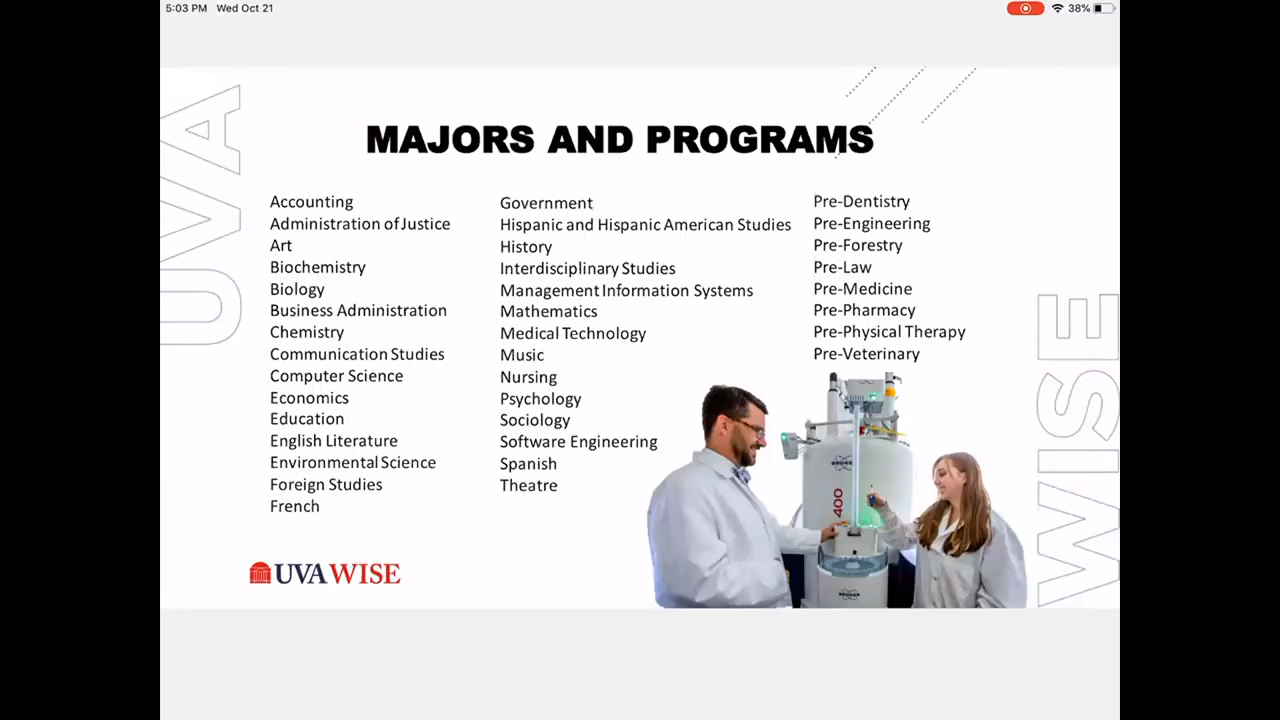 5:03 PM Wed Oct 21
38%
UVA
MAJORS AND PROGRAMS
Accounting
Administration of Justice
Art
Biochemistry
Biology
Business Administration
Chemistry
Communication Studies
Computer Science
Economics
Education
English Literature
Environmental Science
Foreign Studies
French
Government
Hispanic and Hispanic American Studies
History
Interdisciplinary Studies
Management Information Systems
Mathematics
Medical Technology
Music
Nursing
Psychology
Sociology
Software Engineering
Spanish
Theatre
Pre-Dentistry
Pre-Engineering
Pre-Forestry
Pre-Law
Pre-Medicine
Pre-Pharmacy
Pre-Physical Therapy
Pre-Veterinary
BRUKER
400
BRUKER
UVA WISE
WISE